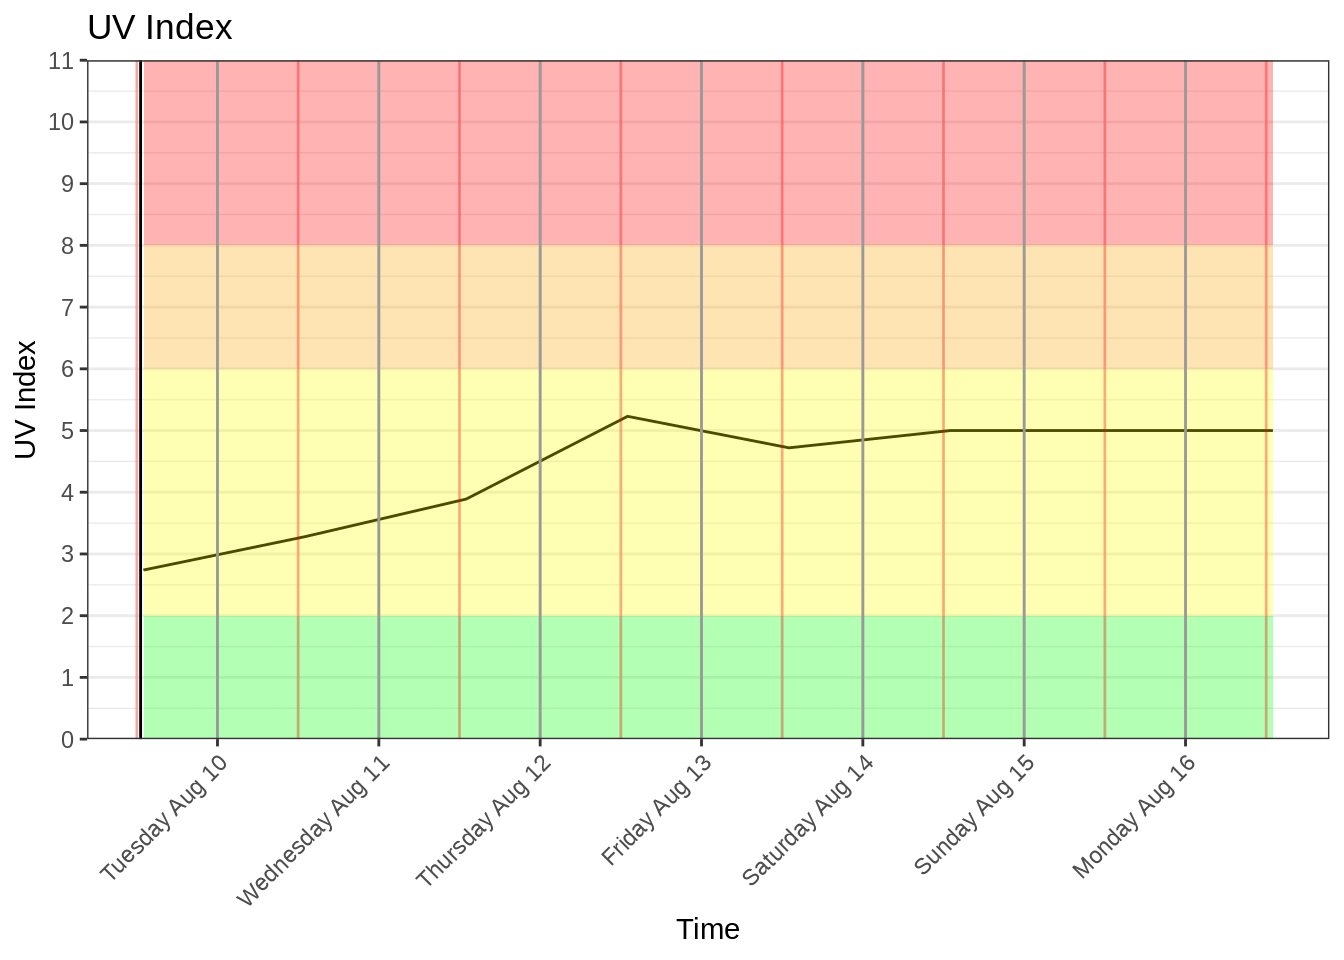 UV Index
11
10
9
8
7
6
5
4
3
2
1
0
UV Index
Tuesday Aug 10
Wednesday Aug 11
Thursday Aug 12
Friday Aug 13
Saturday Aug 14
Sunday Aug 15
Monday Aug 16
Time